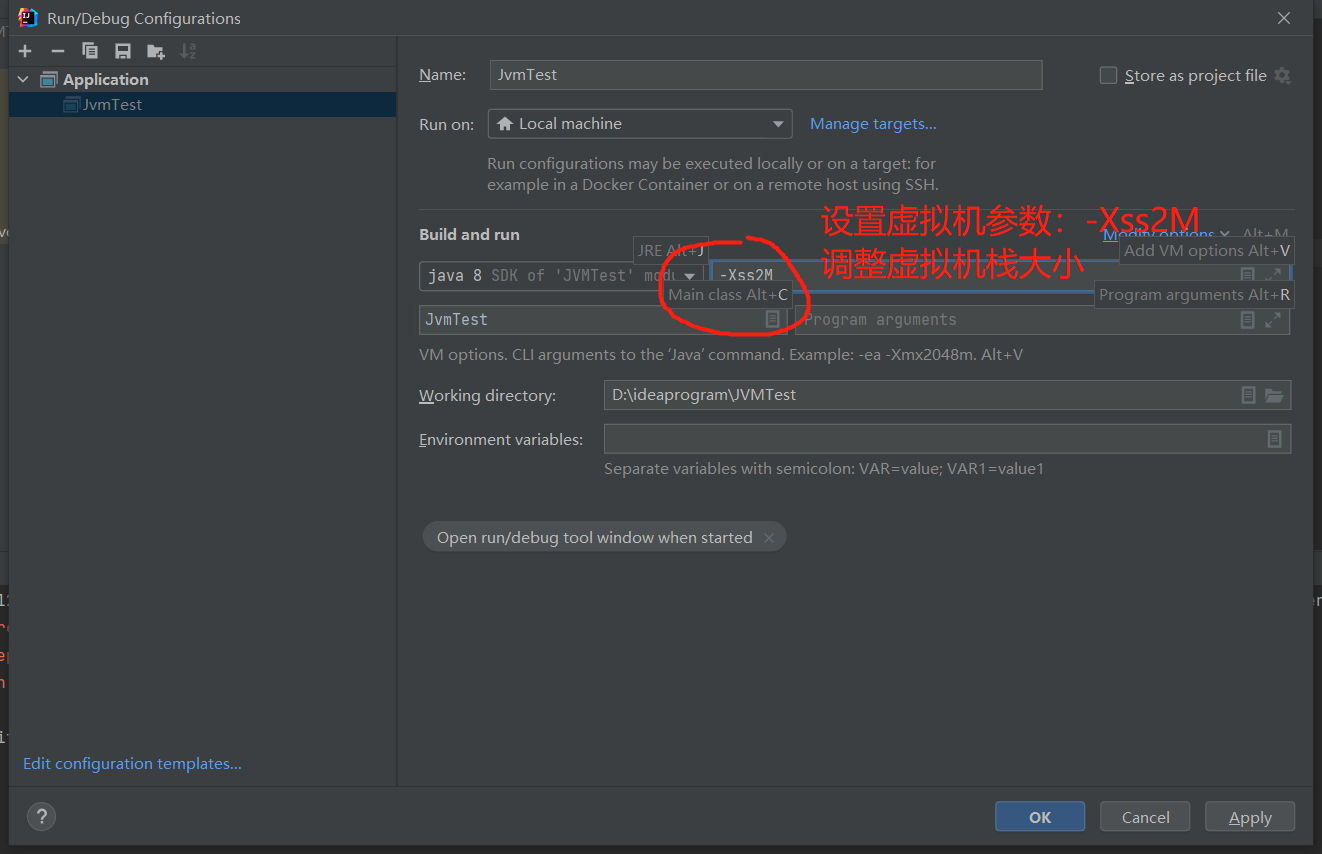 Run/Debug Configurations
Application
JvmTest
Name:
JvmTest
Store as project file
Run on:
Local machine
Manage targets...
Run configurations may be executed locally or on a target: for
example in a Docker Container or on a remote host using SSH.
设置虚拟机参数：-Xss2M
调整虚拟机栈大小
Build and run
Modify options
Alt+M
JRE Alt+J
Add VM options Alt+V
java 8 SDK of 'JVMTest' modu
-Xss2M
Main class Alt+C
Program arguments Alt+R
JvmTest
Program arguments
VM options. CLI arguments to the ‘Java’ command. Example: -ea -Xmx2048m. Alt+V
Working directory:
D:\ideaprogram\JVMTest
Environment variables:
Separate variables with semicolon: VAR=value; VAR1=value1
Open run/debug tool window when started
Edit configuration templates...
?
OK
Cancel
Apply